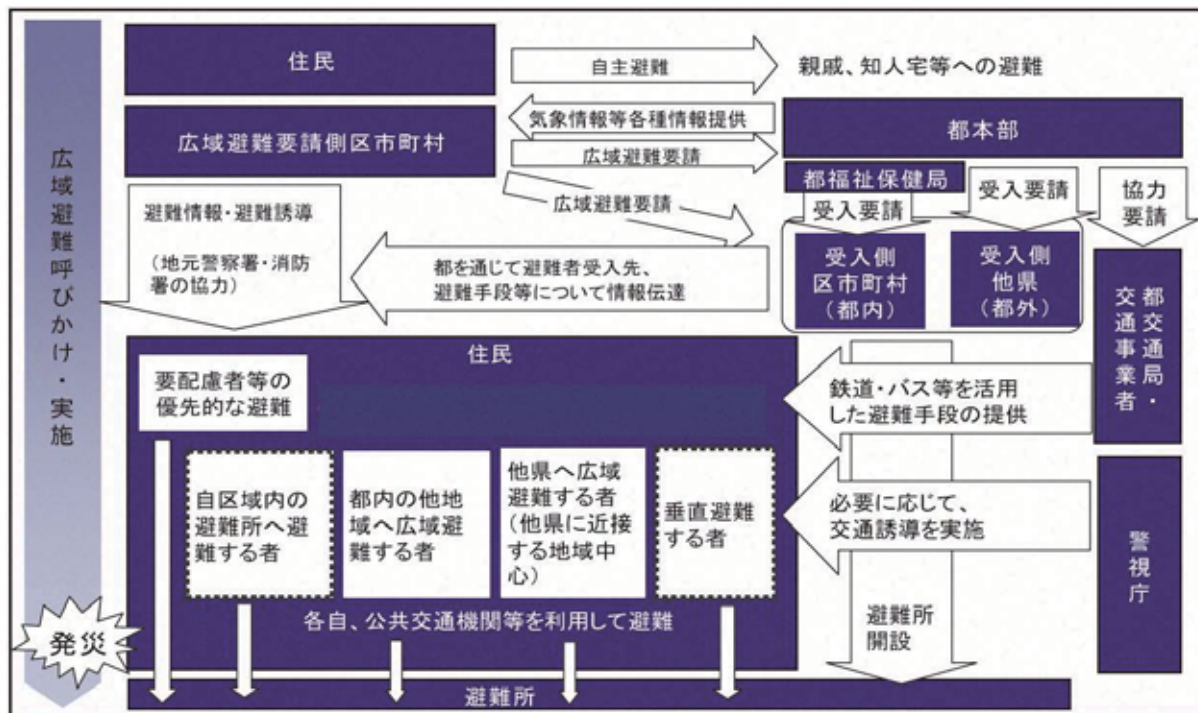 広域避難呼びかけ・実施
発災
住民
自主避難
親戚、知人宅等への避難
広域避難要請側区市町村
気象情報等各種情報提供
都本部
広域避難要請
広域避難要請
都福祉保健局
受入要請
受入要請
協力
要請
避難情報・避難誘導
(地元警察署・消防
署の協力)
都を通じて避難者受入先、
避難手段等について情報伝達
受入側
区市町村
(都内)
受入側
他県
(都外)
都交通局・
交通事業者
住民
要配慮者等の
優先的な避難
鉄道・バス等を活用
した避難手段の提供
自区域内の
避難所へ避
難する者
都内の他地
域へ広域避
難する者
他県へ広域
避難する者
(他県に近接
する地域中
心)
垂直避難
する者
必要に応じて、
交通誘導を実施
警視庁
各自、公共交通機関等を利用して避難
避難所
開設
避難所